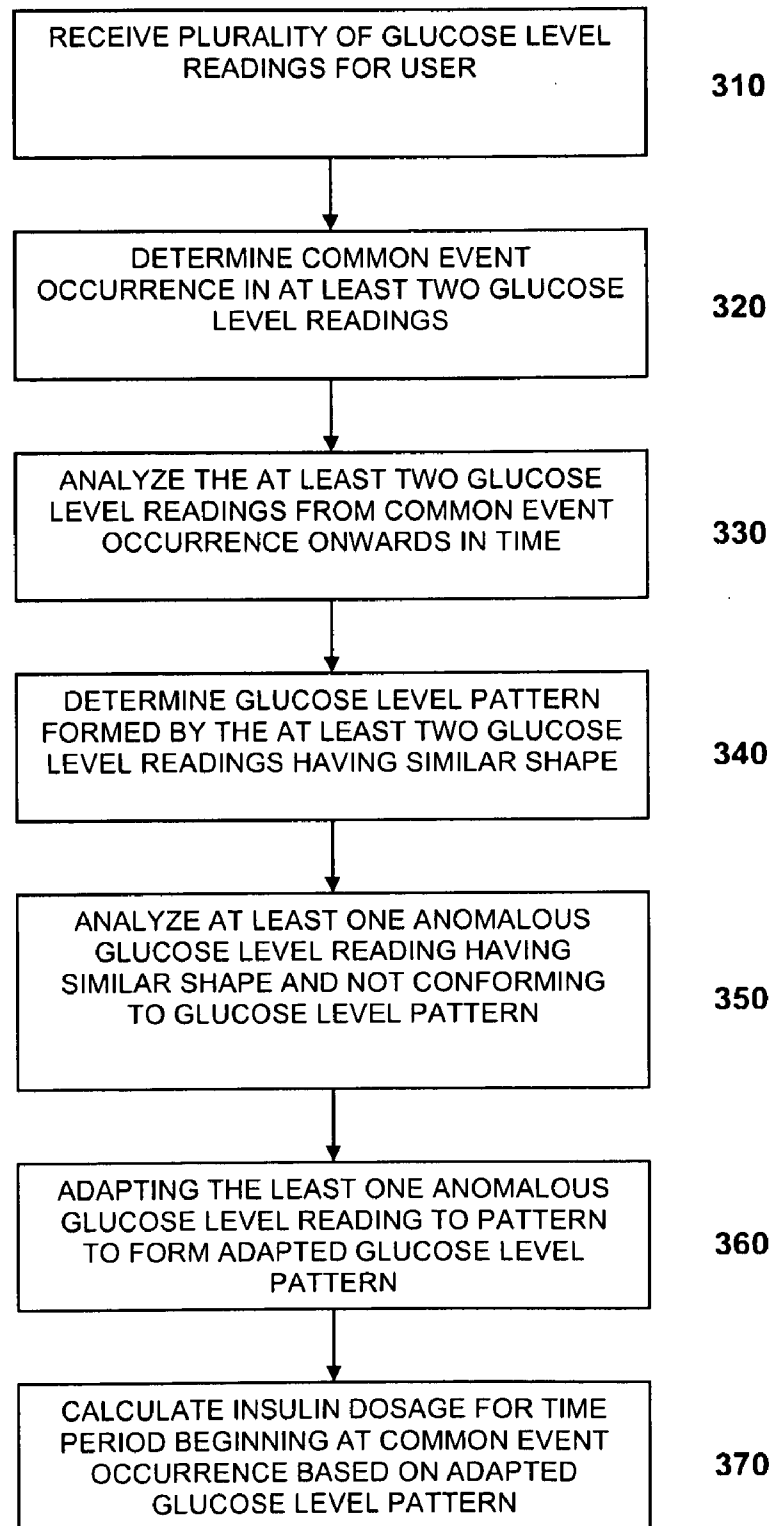 RECEIVE PLURALITY OF GLUCOSE LEVEL
READINGS FOR USER
310
DETERMINE COMMON EVENT
OCCURRENCE IN AT LEAST TWO GLUCOSE
LEVEL READINGS
320
ANALYZE THE AT LEAST TWO GLUCOSE
LEVEL READINGS FROM COMMON EVENT
OCCURRENCE ONWARDS IN TIME
330
DETERMINE GLUCOSE LEVEL PATTERN
FORMED BY THE AT LEAST TWO GLUCOSE
LEVEL READINGS HAVING SIMILAR SHAPE
340
ANALYZE AT LEAST ONE ANOMALOUS
GLUCOSE LEVEL READING HAVING
SIMILAR SHAPE AND NOT CONFORMING
TO GLUCOSE LEVEL PATTERN
350
ADAPTING THE LEAST ONE ANOMALOUS
GLUCOSE LEVEL READING TO PATTERN
TO FORM ADAPTED GLUCOSE LEVEL
PATTERN
360
CALCULATE INSULIN DOSAGE FOR TIME
PERIOD BEGINNING AT COMMON EVENT
OCCURRENCE BASED ON ADAPTED
GLUCOSE LEVEL PATTERN
370